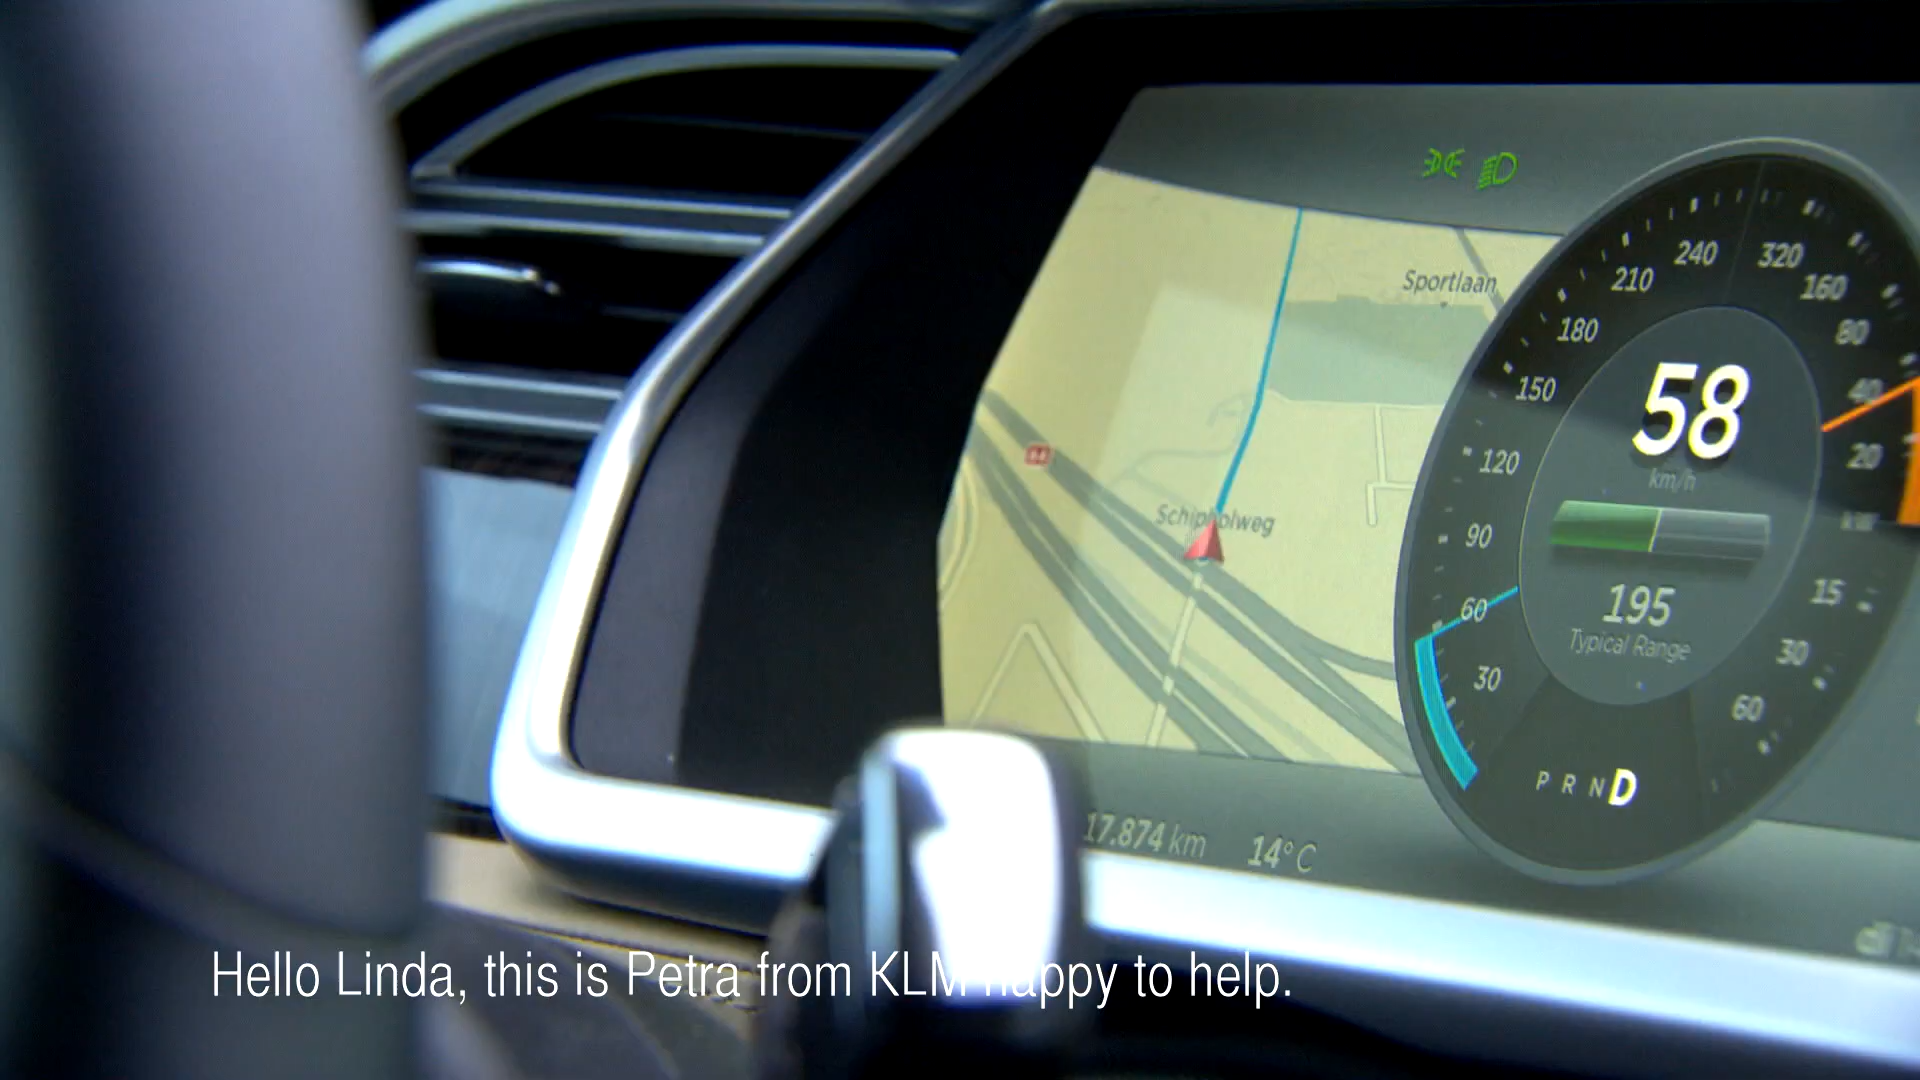 Sportlaan
Schipholweg
240
320
210
160
180
80
150
40
120
20
90
60
30
15
30
60
58
km/h
195
Typical Range
P R N D
17.874 km
14° C
Hello Linda, this is Petra from KLM happy to help.